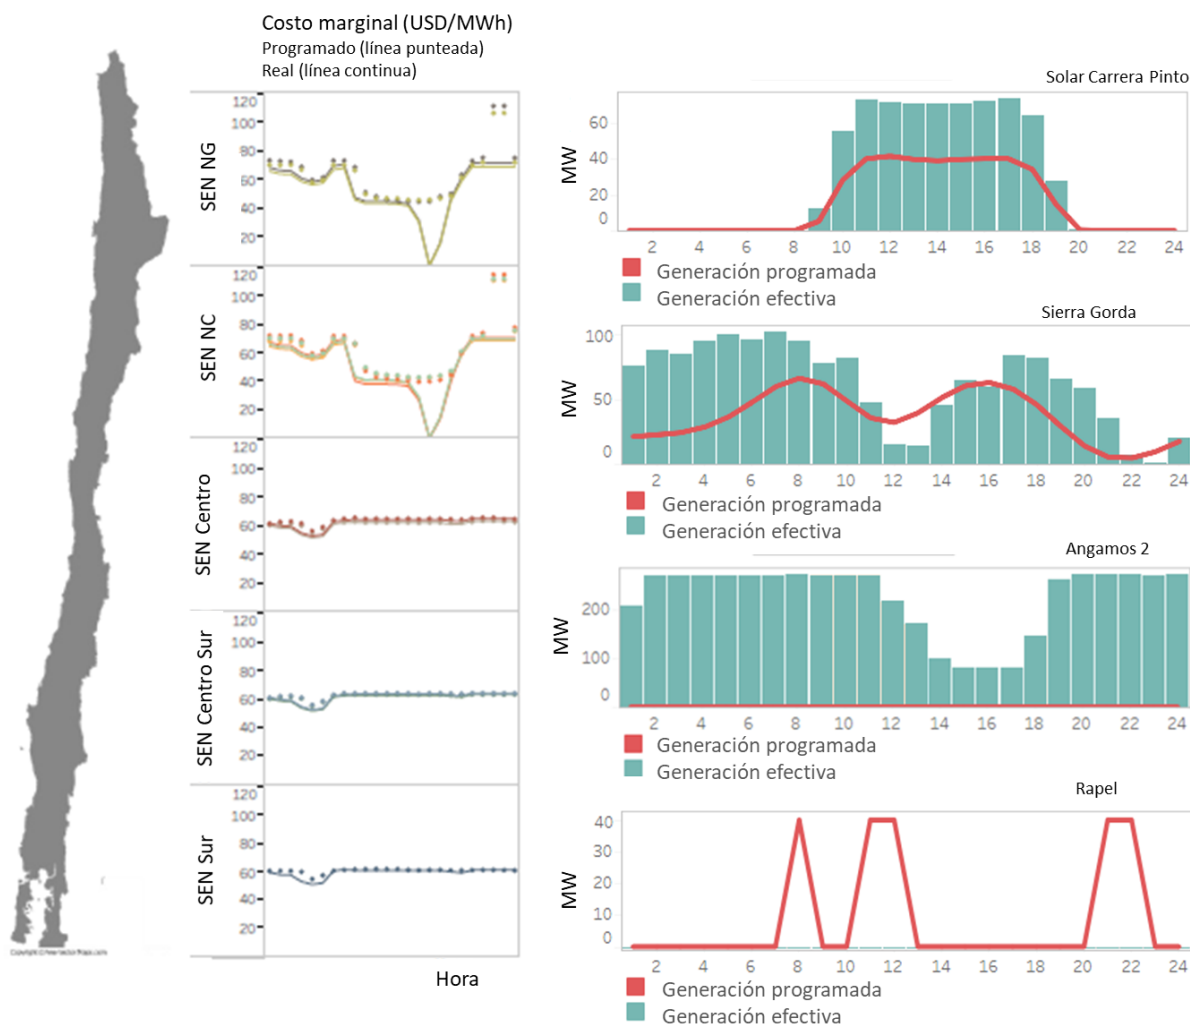 Costo marginal (USD/MWh)
Programado (línea punteada)
Real (línea continua)
SEN NG
120
100
80
60
40
20
SEN NC
120
100
80
60
40
20
SEN Centro
120
100
80
60
40
20
SEN Centro Sur
120
100
80
60
40
20
SEN Sur
120
100
80
60
40
20
Hora
Solar Carrera Pinto
MW
60
40
20
0
2 4 6 8 10 12 14 16 18 20 22 24
Generación programada
Generación efectiva
Sierra Gorda
MW
100
50
0
2 4 6 8 10 12 14 16 18 20 22 24
Generación programada
Generación efectiva
Angamos 2
MW
200
100
0
2 4 6 8 10 12 14 16 18 20 22 24
Generación programada
Generación efectiva
Rapel
MW
40
30
20
10
0
2 4 6 8 10 12 14 16 18 20 22 24
Generación programada
Generación efectiva